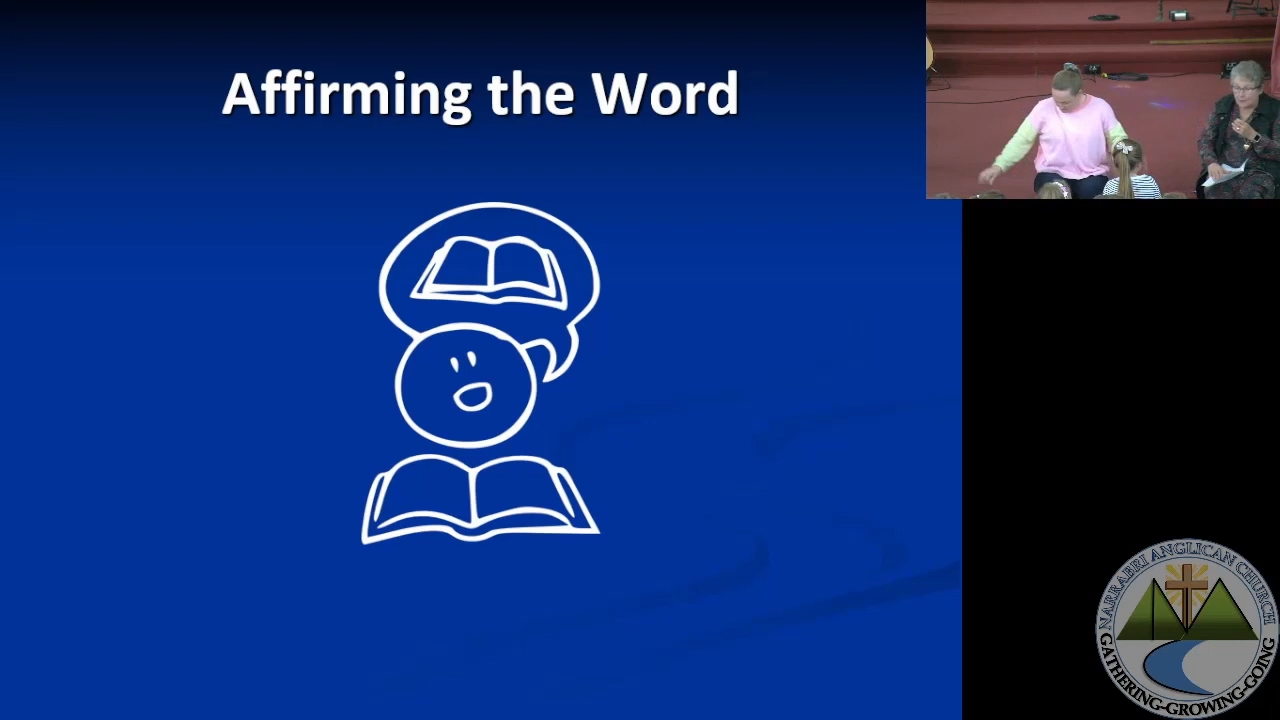 Affirming the Word
NARRABRI ANGLICAN CHURCH
GATHERING-GROWING-GOING